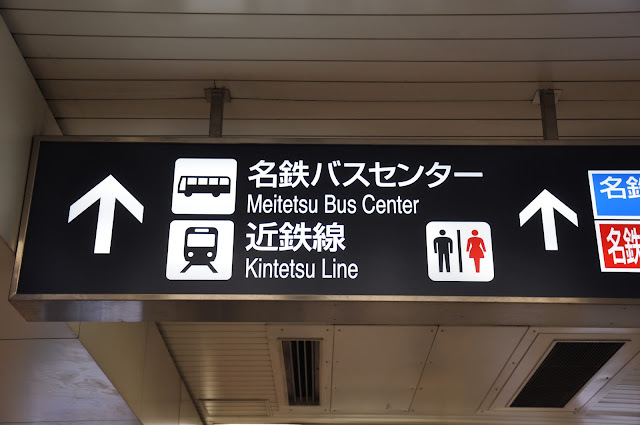 名鉄バスセンター
Meitetsu Bus Center
近鉄線
Kintetsu Line
名鉄
名鉄